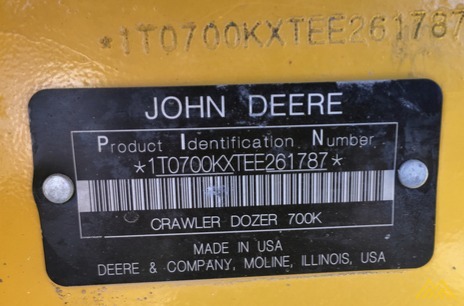 *1T0700KXTEE261787
JOHN DEERE
Product Identification Number
*1T0700KXTEE261787*
CRAWLER DOZER 700K
MADE IN USA
DEERE & COMPANY, MOLINE, ILLINOIS, USA